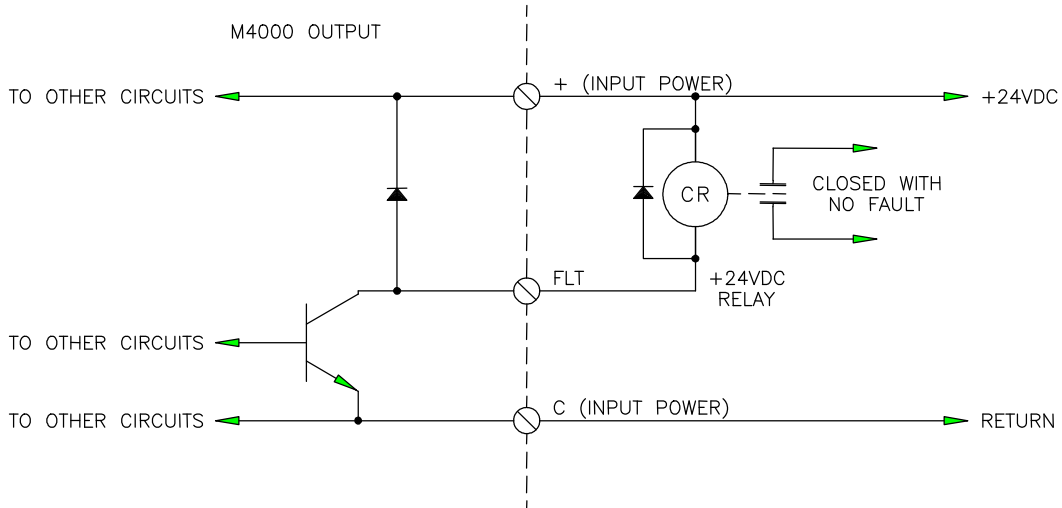 M4000 OUTPUT
TO OTHER CIRCUITS
+ (INPUT POWER)
+24VDC
CR
CLOSED WITH
NO FAULT
FLT
+24VDC
RELAY
TO OTHER CIRCUITS
TO OTHER CIRCUITS
C (INPUT POWER)
RETURN